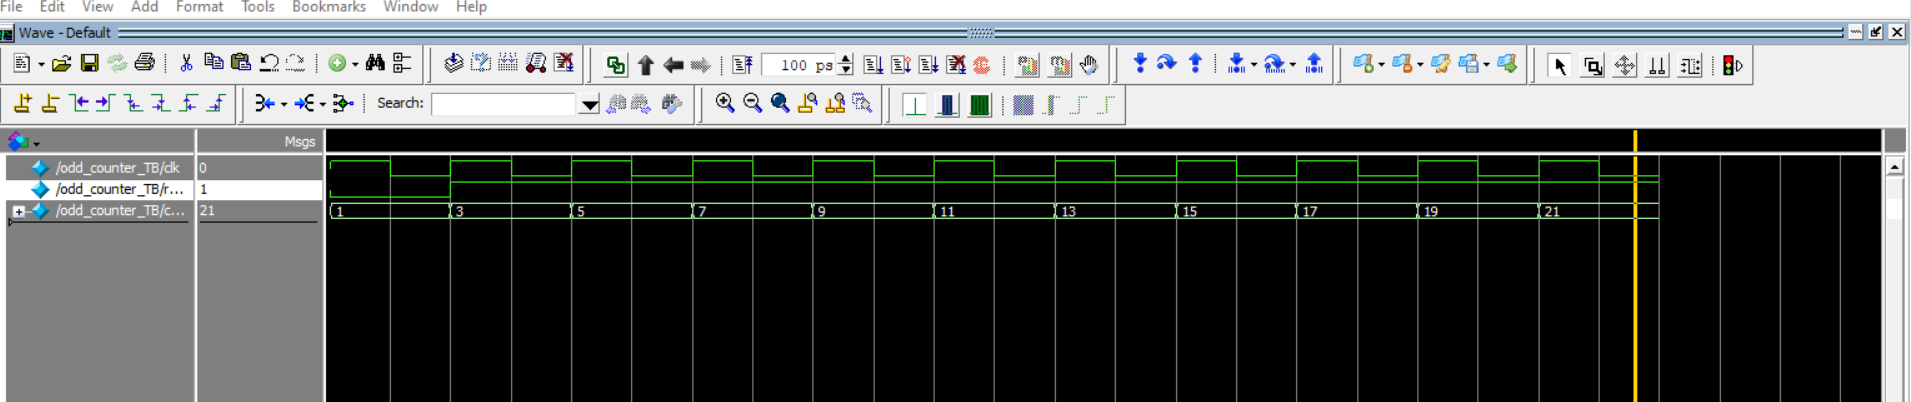 File Edit View Add Format Tools Bookmarks Window Help
Wave - Default
100 ps
Search:
Msgs
/odd_counter_TB/clk 0
/odd_counter_TB/r... 1
/odd_counter_TB/c... 21 1 3 5 7 9 11 13 15 17 19 21